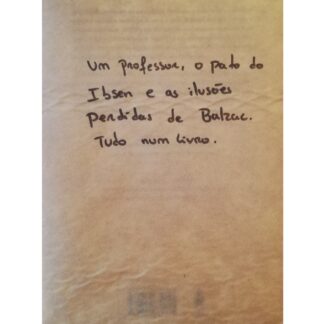 Um professor, o pato do
Ibsen e as ilusões
perdidas de Balzac.
Tudo num livro.